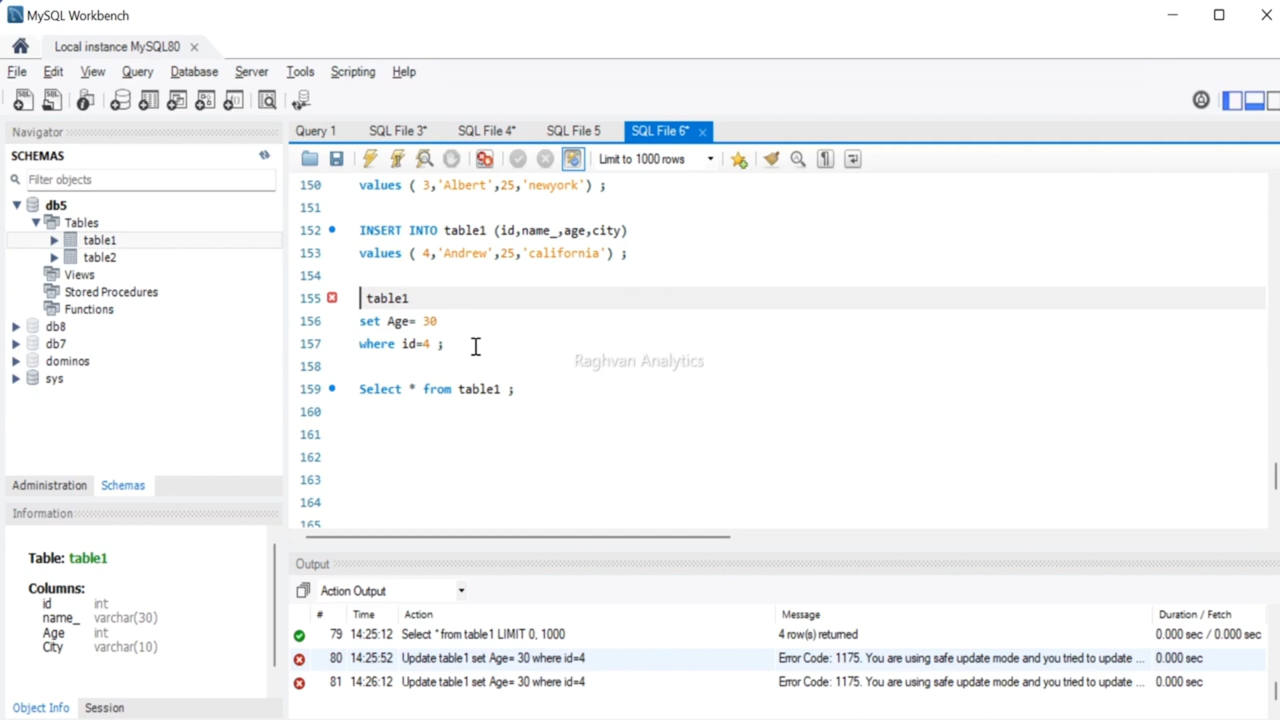 MySQL Workbench
Local instance MySQL80
File Edit View Query Database Server Tools Scripting Help
Navigator
SCHEMAS
Filter objects
db5
Tables
table1
table2
Views
Stored Procedures
Functions
db8
db7
dominos
sys
Administration Schemas
Information
Table: table1
Columns:
id int
name_ varchar(30)
Age int
City varchar(10)
Object Info Session
Query 1 SQL File 3* SQL File 4* SQL File 5 SQL File 6*
Limit to 1000 rows
150 values ( 3,'Albert',25,'newyork') ;
151
152 INSERT INTO table1 (id,name_,age,city)
153 values ( 4,'Andrew',25,'california') ;
154
155 table1
156 set Age= 30
157 where id=4 ;
Raghvan Analytics
158
159 Select * from table1 ;
160
161
162
163
164
165
Output
Action Output
# Time Action Message Duration / Fetch
79 14:25:12 Select * from table1 LIMIT 0, 1000 4 row(s) returned 0.000 sec / 0.000 sec
80 14:25:52 Update table1 set Age= 30 where id=4 Error Code: 1175. You are using safe update mode and you tried to update ... 0.000 sec
81 14:26:12 Update table1 set Age= 30 where id=4 Error Code: 1175. You are using safe update mode and you tried to update ... 0.000 sec